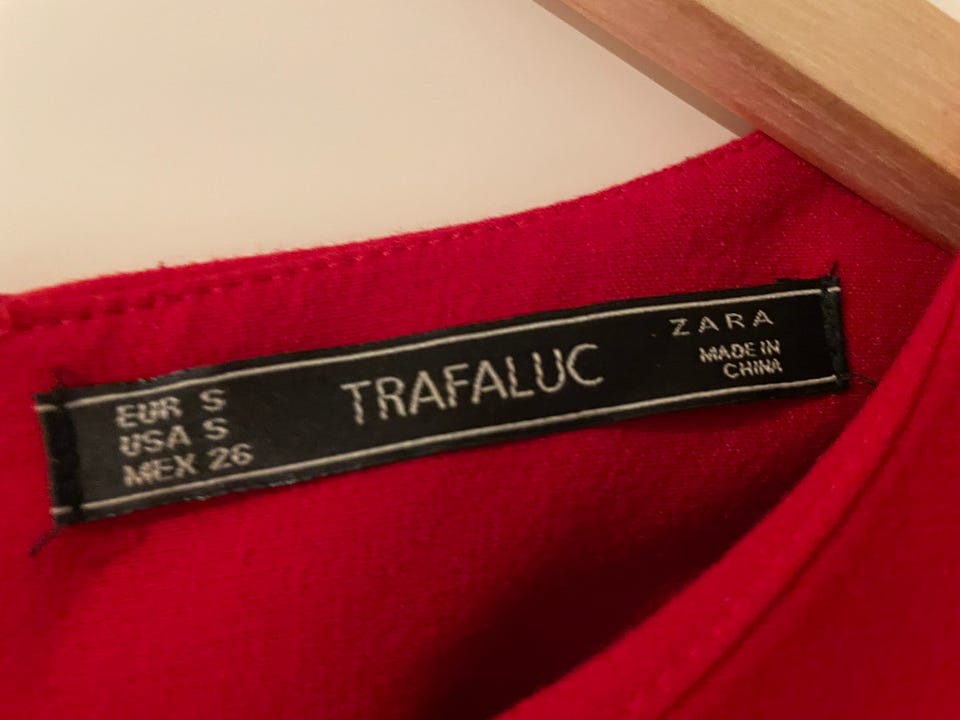 EUR S
USA S
MEX 26
TRAFALUC
ZARA
MADE IN
CHINA